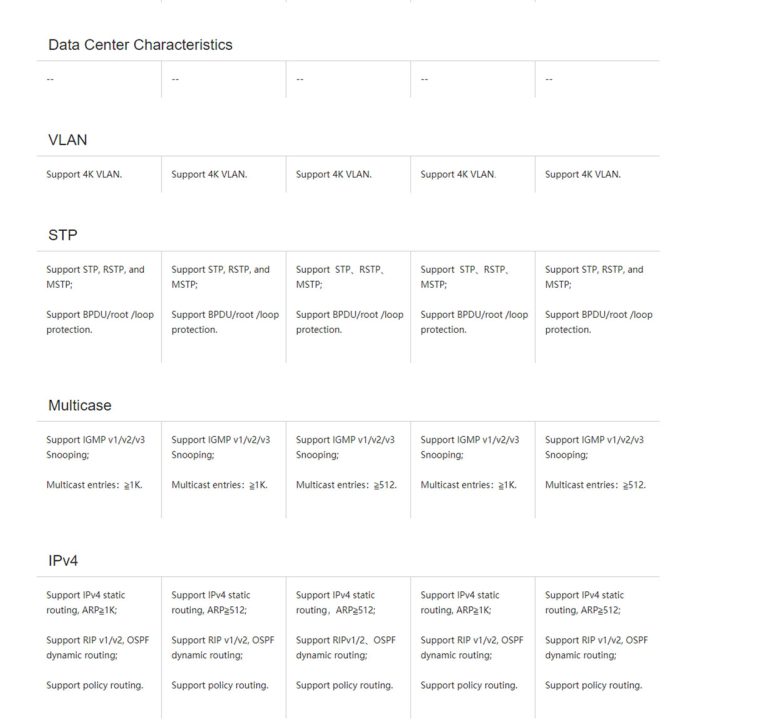 Data Center Characteristics
-- -- -- -- --
VLAN
Support 4K VLAN. Support 4K VLAN. Support 4K VLAN. Support 4K VLAN. Support 4K VLAN.
STP
Support STP, RSTP, and Support STP, RSTP, and Support STP、RSTP、 Support STP、RSTP、 Support STP, RSTP, and
MSTP; MSTP; MSTP; MSTP; MSTP;
Support BPDU/root /loop Support BPDU/root /loop Support BPDU/root /loop Support BPDU/root /loop Support BPDU/root /loop
protection. protection. protection. protection. protection.
Multicase
Support IGMP v1/v2/v3 Support IGMP v1/v2/v3 Support IGMP v1/v2/v3 Support IGMP v1/v2/v3 Support IGMP v1/v2/v3
Snooping; Snooping; Snooping; Snooping; Snooping;
Multicast entries：≧1K. Multicast entries：≧1K. Multicast entries：≧512. Multicast entries：≧1K. Multicast entries：≧512.
IPv4
Support IPv4 static Support IPv4 static Support IPv4 static Support IPv4 static Support IPv4 static
routing, ARP≧1K; routing, ARP≧512; routing，ARP≧512; routing, ARP≧1K; routing, ARP≧512;
Support RIP v1/v2, OSPF Support RIP v1/v2, OSPF Support RIPv1/2、OSPF Support RIP v1/v2, OSPF Support RIP v1/v2, OSPF
dynamic routing; dynamic routing; dynamic routing; dynamic routing; dynamic routing;
Support policy routing. Support policy routing. Support policy routing. Support policy routing. Support policy routing.